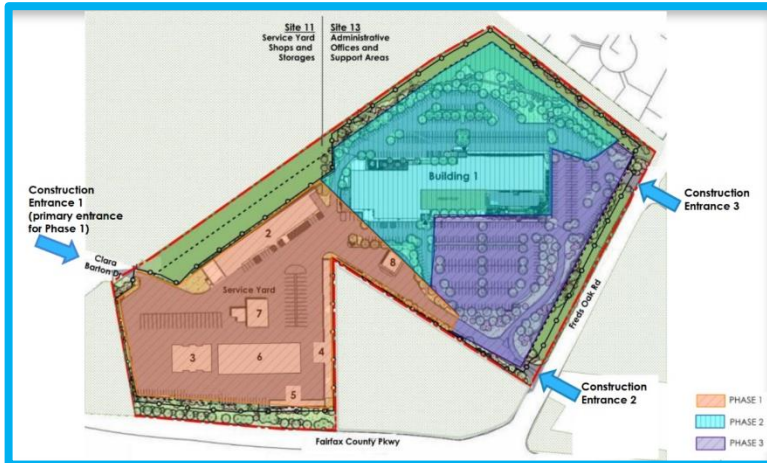 Site 11
Service Yard
Shops and
Storages
Site 13
Administrative
Offices and
Support Areas
Construction
Entrance 1
(primary entrance
for Phase 1)
Clara
Barton
Building 1
Construction
Entrance 3
2
8
Service Yard
7
3
6
4
5
Freds Oak Rd
Construction
Entrance 2
Fairfax County Pkwy
PHASE 1
PHASE 2
PHASE 3